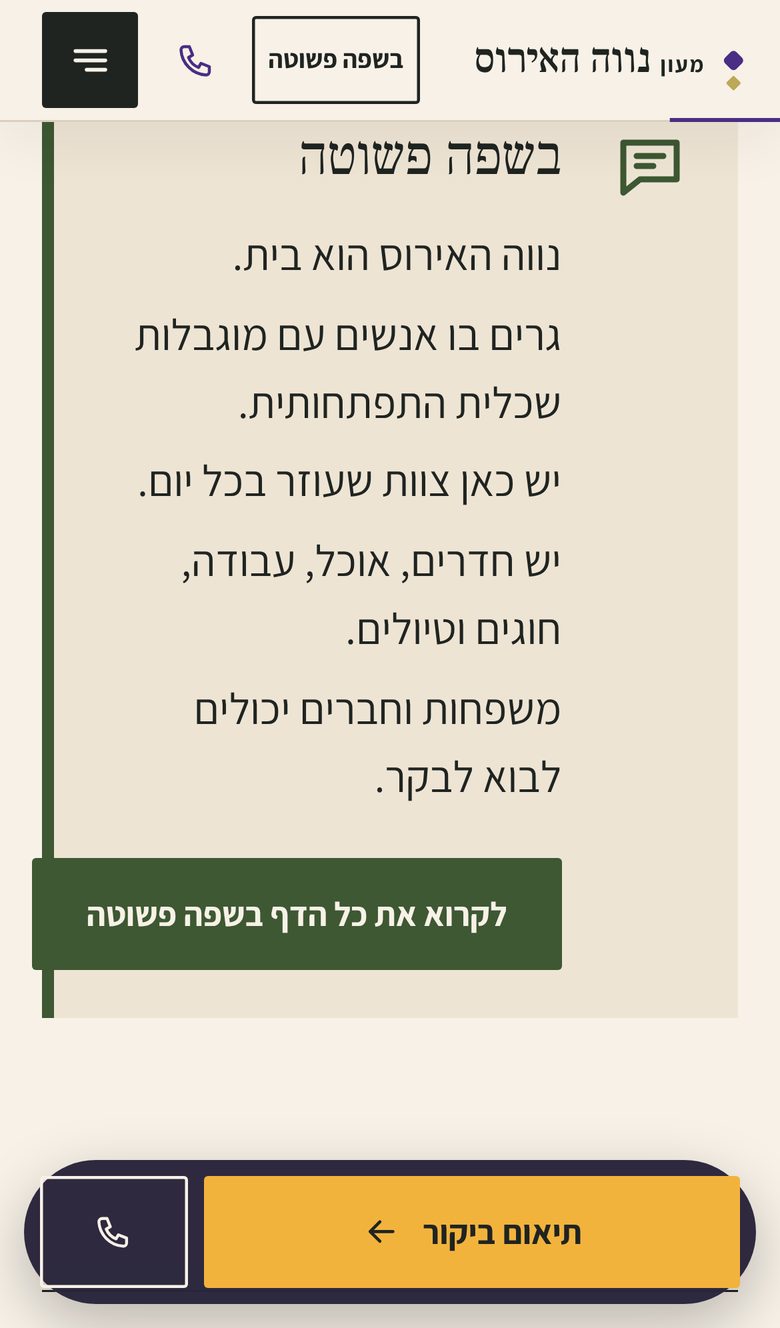 מעון נווה האירוס
בשפה פשוטה
בשפה פשוטה
נווה האירוס הוא בית.
גרים בו אנשים עם מוגבלות
שכלית התפתחותית.
יש כאן צוות שעוזר בכל יום.
יש חדרים, אוכל, עבודה,
חוגים וטיולים.
משפחות וחברים יכולים
לבוא לבקר.
לקרוא את כל הדף בשפה פשוטה
תיאום ביקור